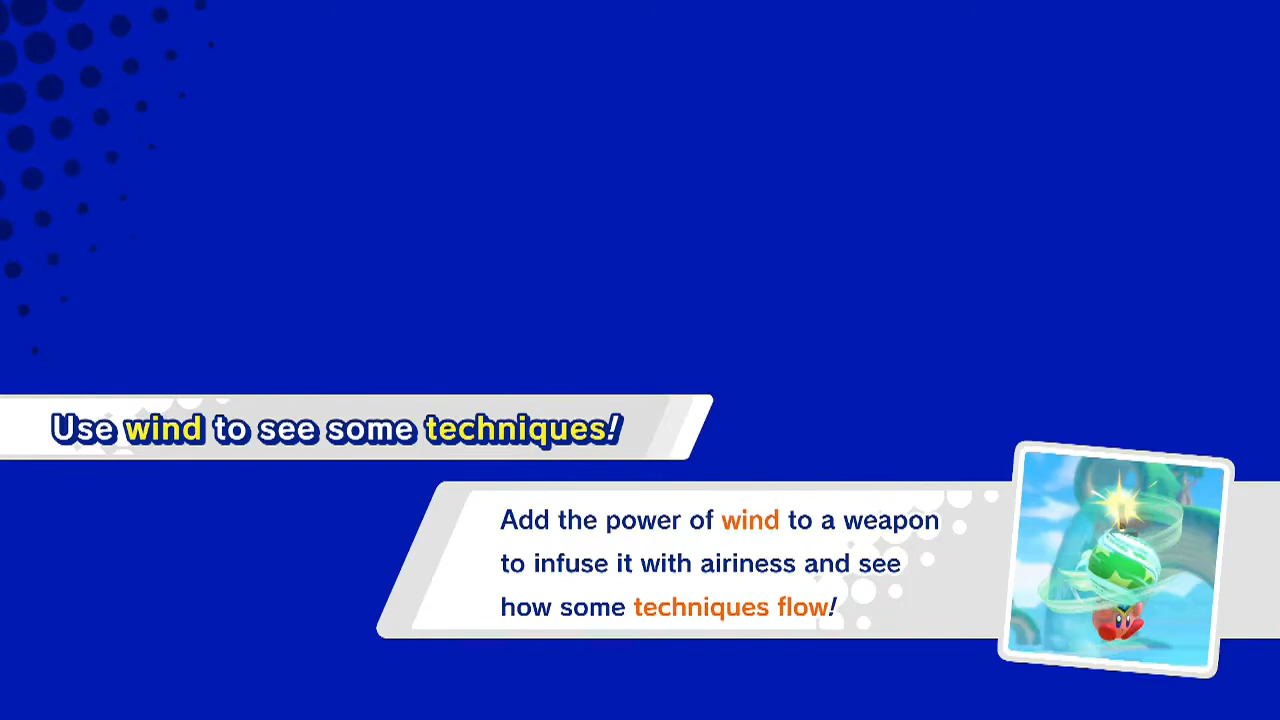 Use wind to see some techniques!
Add the power of wind to a weapon
to infuse it with airiness and see
how some techniques flow!